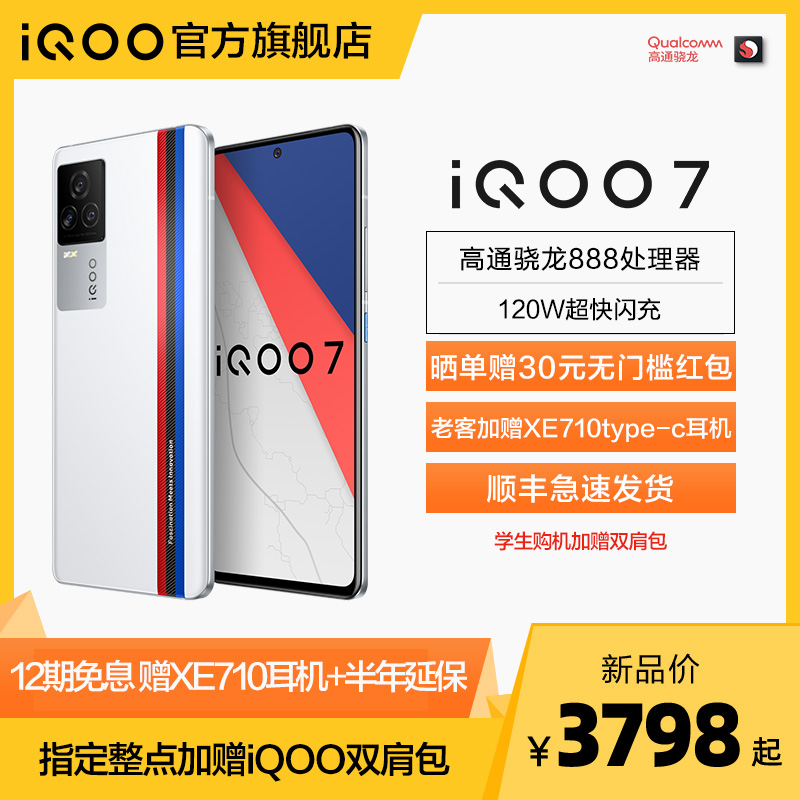 iQOO官方旗舰店
Qualcomm
高通骁龙
iQOO 7
高通骁龙888处理器
120W超快闪充
晒单赠30元无门槛红包
老客加赠XE710type-c耳机
顺丰急速发货
学生购机加赠双肩包
iQOO
Fascination Meets Innovation
iQOO 7
12期免息 赠XE710耳机+半年延保
指定整点加赠iQOO双肩包
新品价
¥3798起